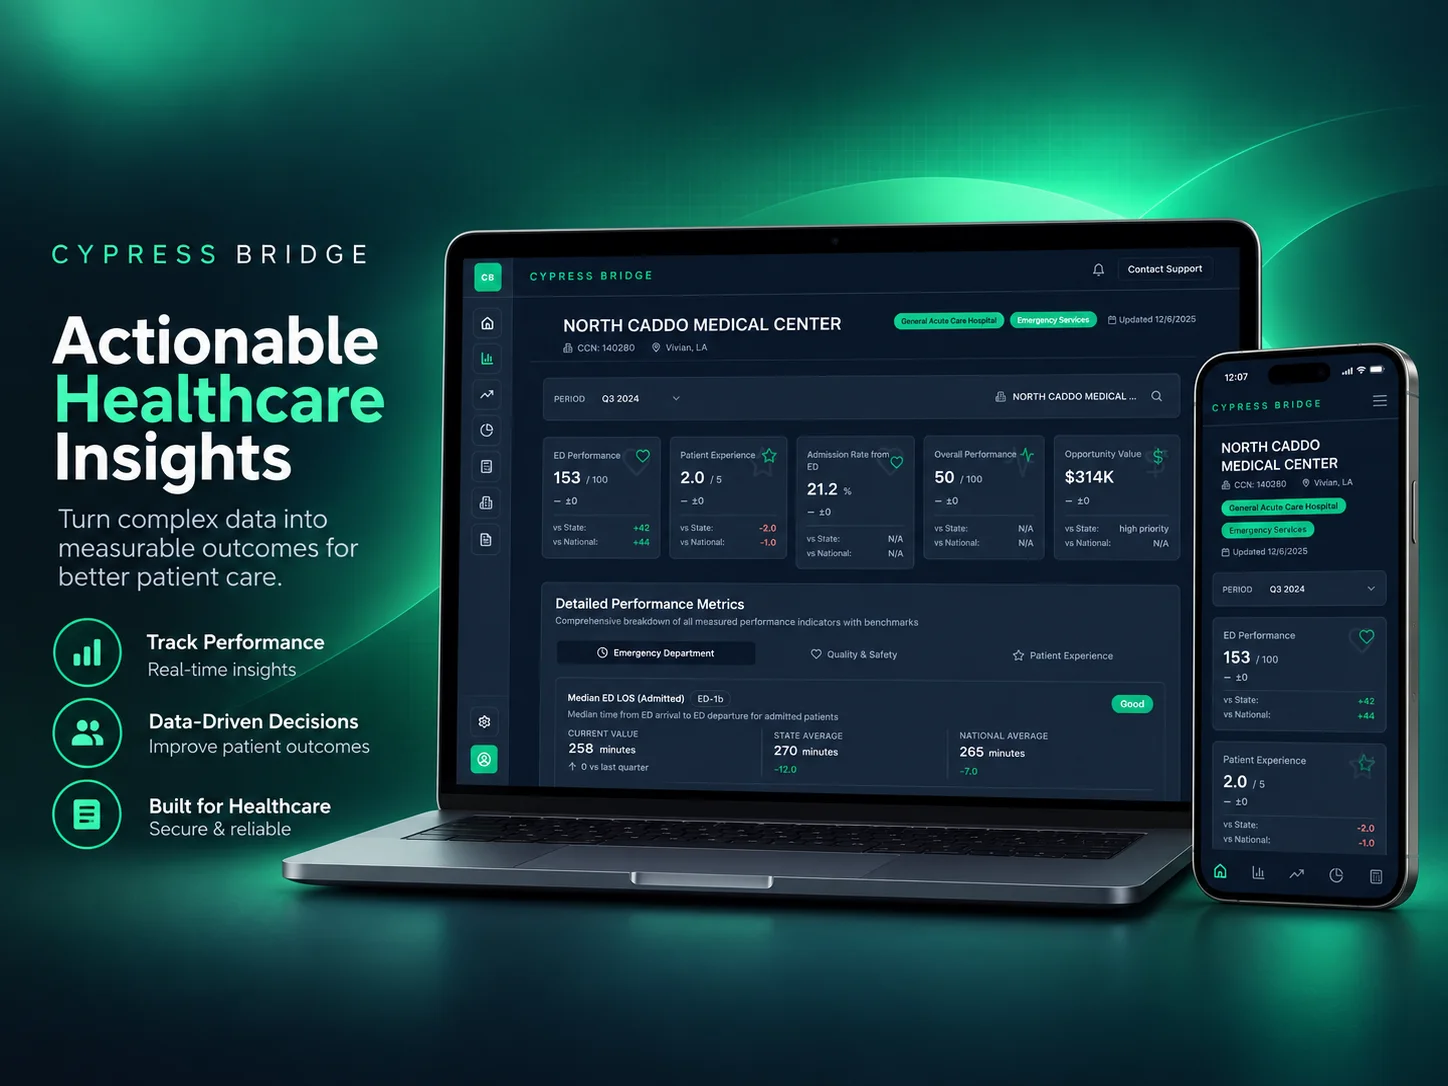 CYPRESS BRIDGE
Actionable
Healthcare
Insights
Turn complex data into
measurable outcomes for
better patient care.
Track Performance
Real-time insights
Data-Driven Decisions
Improve patient outcomes
Built for Healthcare
Secure & reliable
CB
CYPRESS BRIDGE
Contact Support
NORTH CADDO MEDICAL CENTER
General Acute Care Hospital
Emergency Services
Updated 12/6/2025
CCN: 140280
Vivian, LA
PERIOD
Q3 2024
NORTH CADDO MEDICAL ...
ED Performance
153 / 100
— ±0
vs State: +42
vs National: +44
Patient Experience
2.0 / 5
— ±0
vs State: -2.0
vs National: -1.0
Admission Rate from
ED
21.2 %
— ±0
vs State: N/A
vs National: N/A
Overall Performance
50 / 100
— ±0
vs State: N/A
vs National: N/A
Opportunity Value
$314K
— ±0
vs State: high priority
vs National: N/A
Detailed Performance Metrics
Comprehensive breakdown of all measured performance indicators with benchmarks
Emergency Department
Quality & Safety
Patient Experience
Median ED LOS (Admitted) ED-1b
Good
Median time from ED arrival to ED departure for admitted patients
CURRENT VALUE
258 minutes
↑ 0 vs last quarter
STATE AVERAGE
270 minutes
-12.0
NATIONAL AVERAGE
265 minutes
-7.0
12:07
CYPRESS BRIDGE
NORTH CADDO
MEDICAL CENTER
CCN: 140280
Vivian, LA
General Acute Care Hospital
Emergency Services
Updated 12/6/2025
PERIOD
Q3 2024
ED Performance
153 / 100
— ±0
vs State: +42
vs National: +44
Patient Experience
2.0 / 5
— ±0
vs State: -2.0
vs National: -1.0